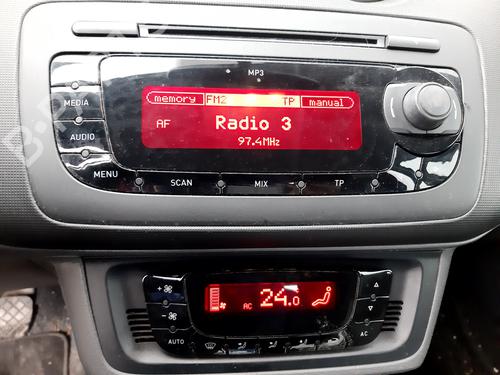 MP3
memory FM2 TP manual
MEDIA
AF Radio 3
97.4MHz
AUDIO
MENU SCAN MIX TP
AC 24.0
AUTO AC